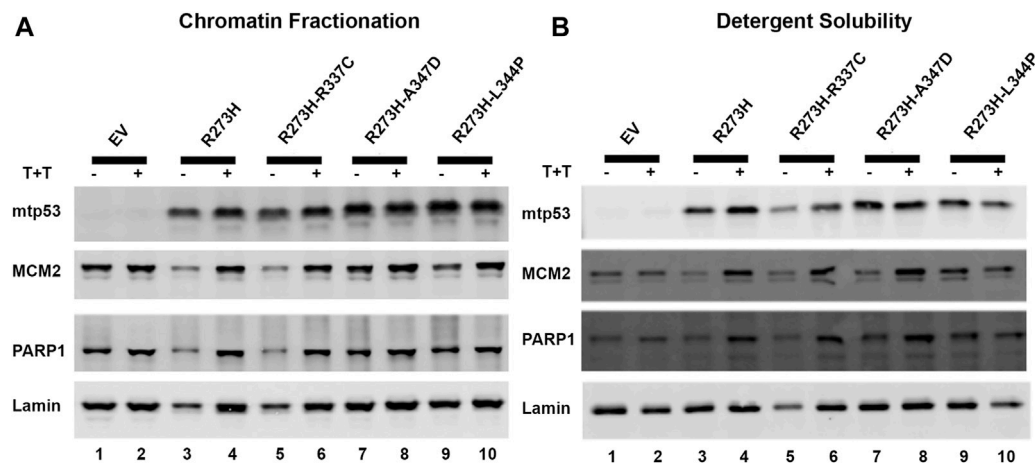 A
Chromatin Fractionation
EV
R273H
R273H-R337C
R273H-A347D
R273H-L344P
T+T - + - + - + - + - +
mtp53
MCM2
PARP1
Lamin
1 2 3 4 5 6 7 8 9 10
B
Detergent Solubility
EV
R273H
R273H-R337C
R273H-A347D
R273H-L344P
T+T - + - + - + - + - +
mtp53
MCM2
PARP1
Lamin
1 2 3 4 5 6 7 8 9 10